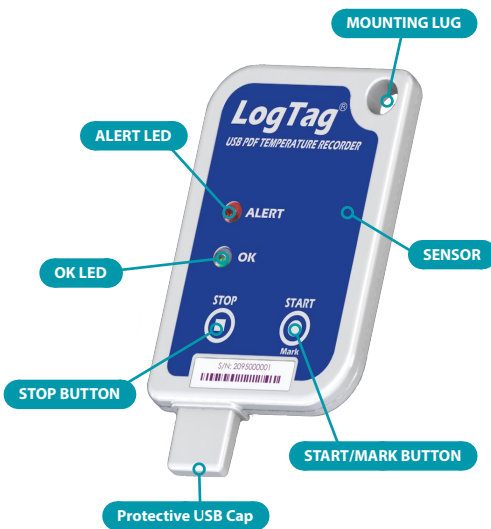 MOUNTING LUG
LogTag®
USB PDF TEMPERATURE RECORDER
ALERT LED
ALERT
SENSOR
OK LED
OK
STOP
START
Mark
S/N: 2095000001
STOP BUTTON
START/MARK BUTTON
Protective USB Cap